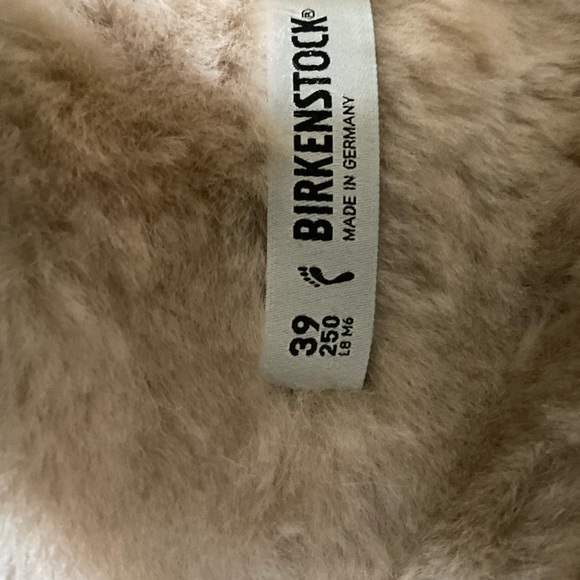 BIRKENSTOCK®
MADE IN GERMANY
39
250
L8 M6